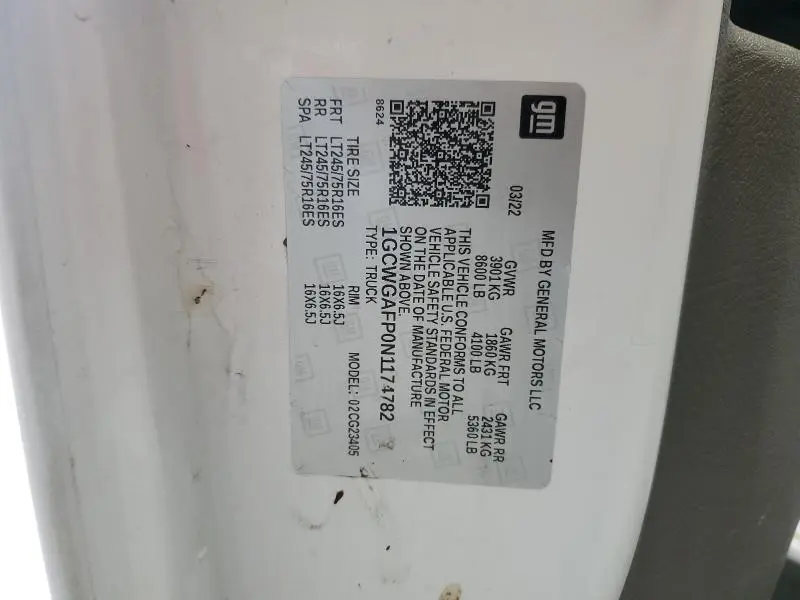 gm
MFD BY GENERAL MOTORS LLC
03/22
GVWR GAWR FRT GAWR RR
3901 KG 1860 KG 2431 KG
8600 LB 4100 LB 5360 LB
THIS VEHICLE CONFORMS TO ALL
APPLICABLE U.S. FEDERAL MOTOR
VEHICLE SAFETY STANDARDS IN EFFECT
ON THE DATE OF MANUFACTURE
SHOWN ABOVE.
1GCWGAFP0N1174782
TYPE: TRUCK
8624
MODEL: 02CG23405
TIRE SIZE RIM
FRT LT245/75R16ES 16X6.5J
RR LT245/75R16ES 16X6.5J
SPA LT245/75R16ES 16X6.5J